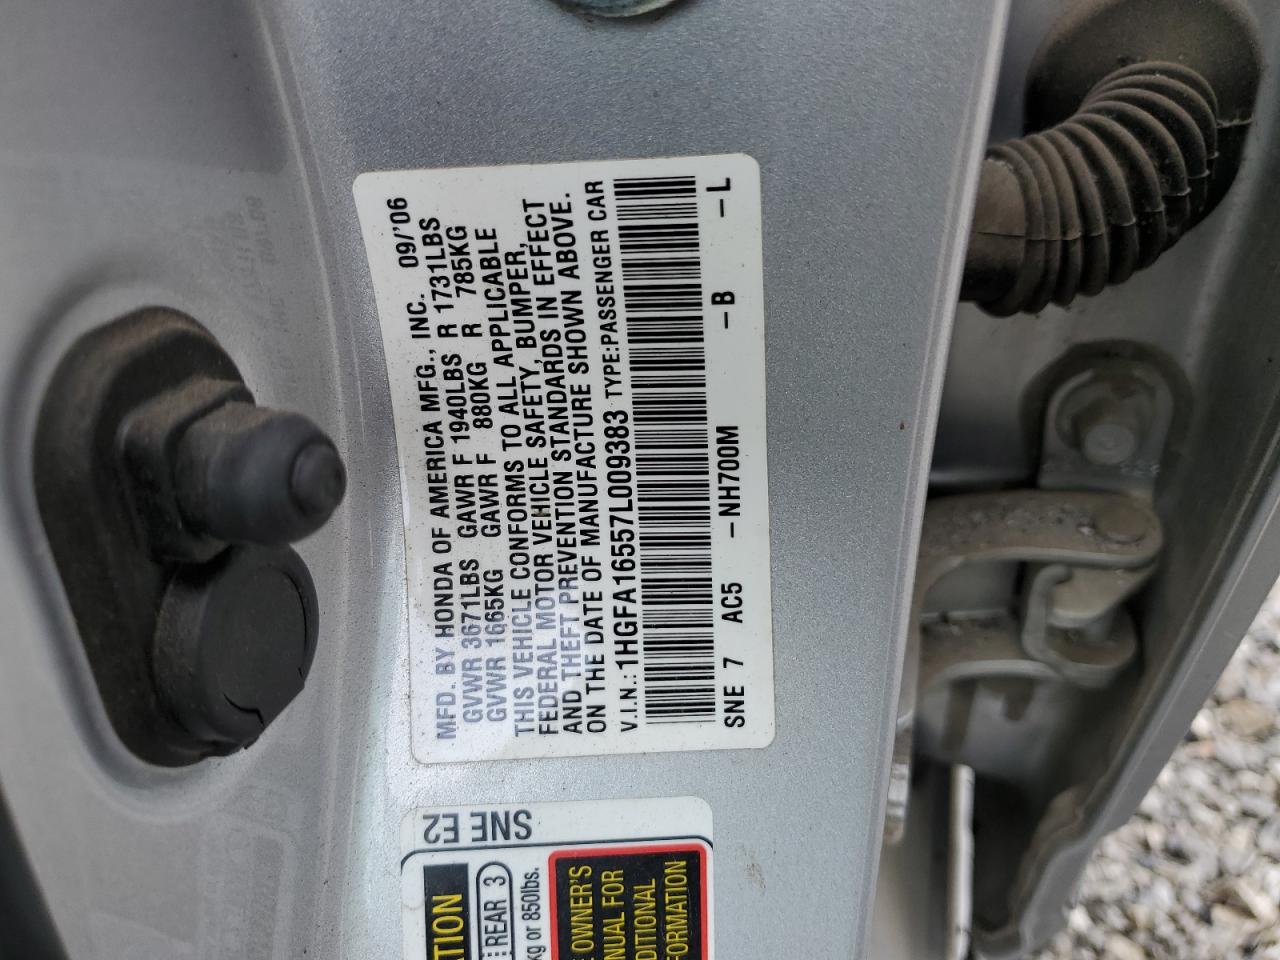 MFD. BY HONDA OF AMERICA MFG., INC. 09/'06
GVWR 3671LBS GAWR F 1940LBS R 1731LBS
GVWR 1665KG GAWR F 880KG R 785KG
THIS VEHICLE CONFORMS TO ALL APPLICABLE
FEDERAL MOTOR VEHICLE SAFETY, BUMPER,
AND THEFT PREVENTION STANDARDS IN EFFECT
ON THE DATE OF MANUFACTURE SHOWN ABOVE.
V.I.N.: 1HGFA16557L009383 TYPE:PASSENGER CAR
SNE 7 AC5 -NH700M -B -L
SNE E2
REAR 3
kg or 850lbs.
OWNER'S
FOR